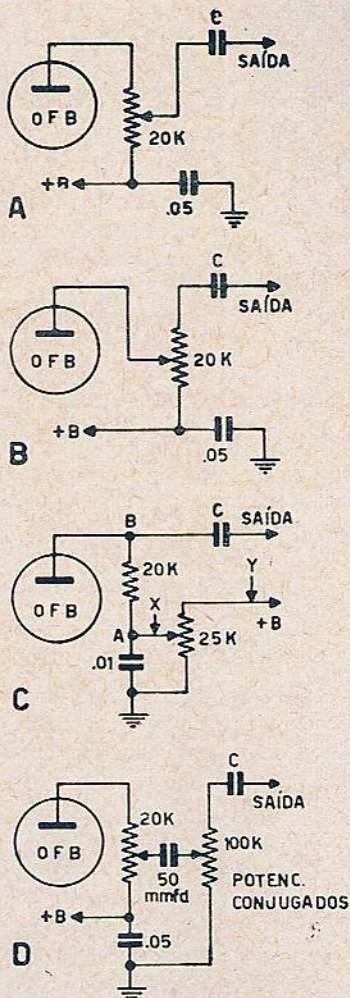 C
SAÍDA
OFB
20K
+B
.05
A
C
SAÍDA
OFB
20K
+B
.05
B
B
C
SAÍDA
20K
Y
OFB
X
+B
A
25K
.01
C
C
SAÍDA
20K
OFB
100K
50
mmfd
POTENC.
CONJUGADOS
+B
.05
D